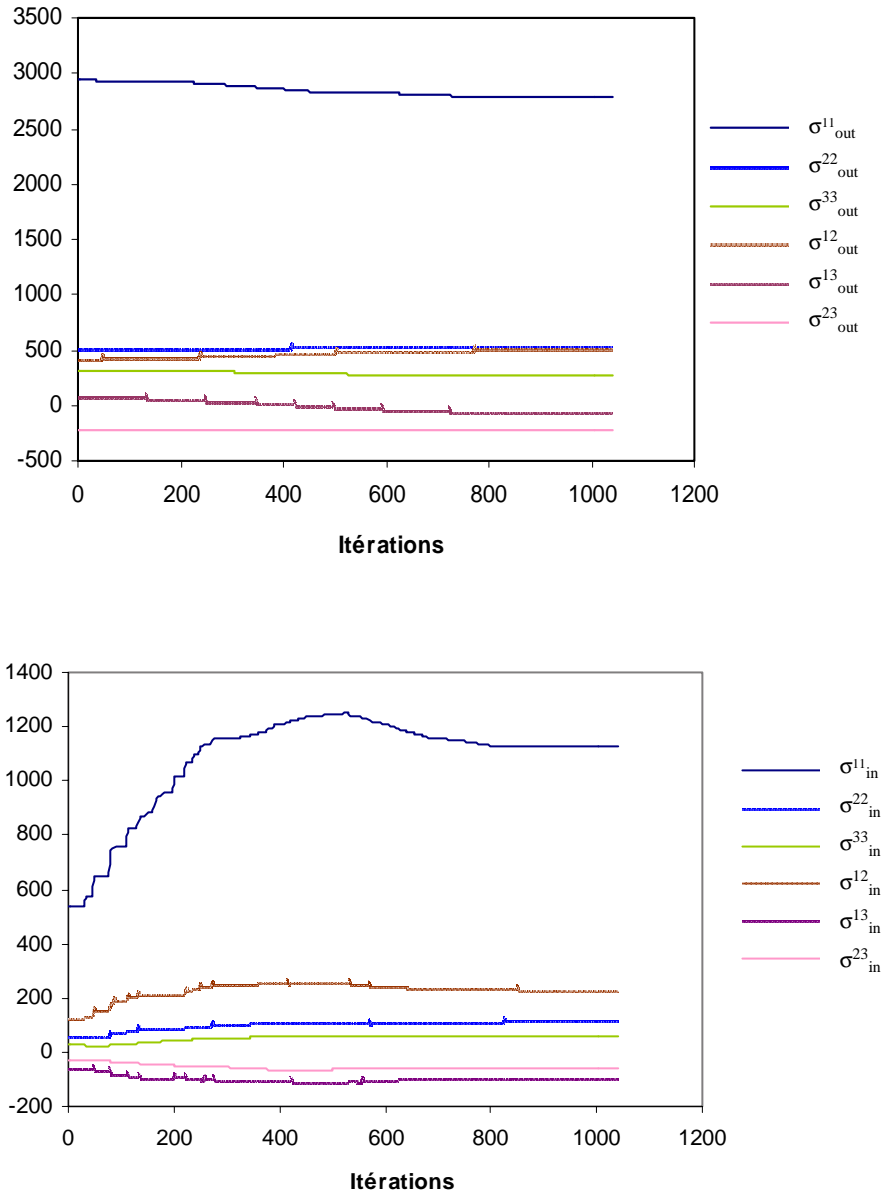 3500
3000
2500
2000
1500
1000
500
0
-500
0 200 400 600 800 1000 1200
Itérations
σ¹¹out
σ²²out
σ³³out
σ¹²out
σ¹³out
σ²³out
1400
1200
1000
800
600
400
200
0
-200
0 200 400 600 800 1000 1200
Itérations
σ¹¹in
σ²²in
σ³³in
σ¹²in
σ¹³in
σ²³in